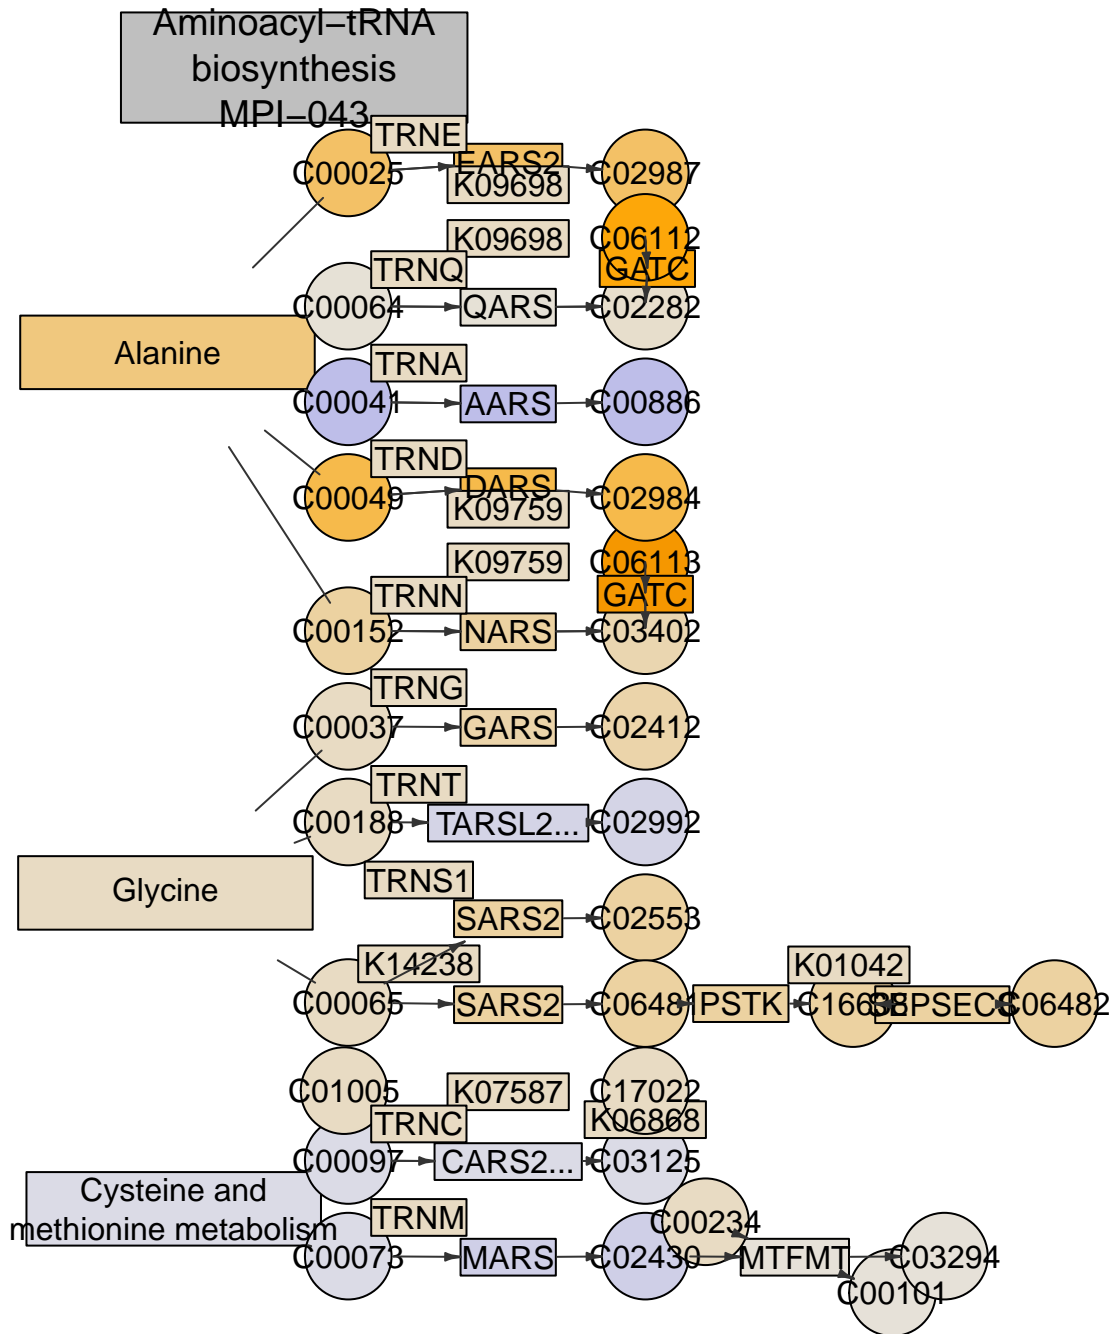 Aminoacyl−tRNA
biosynthesis
MPI−043
TRNE
C00025
EARS2
K09698
C02987
K09698
C06112
TRNQ
GATC
C00064
QARS
C02282
Alanine
TRNA
C00041
AARS
C00886
TRND
C00049
DARS
K09759
C02984
K09759
C06113
TRNN
GATC
C00152
NARS
C03402
TRNG
C00037
GARS
C02412
TRNT
C00188
TARSL2...
C02992
Glycine
TRNS1
SARS2
C02553
K14238
K01042
C00065
SARS2
C06481
PSTK
SEPSECS
C06482
C01005
K07587
C17022
K06868
TRNC
C00097
CARS2...
C03125
Cysteine and
methionine metabolism
TRNM
C00234
C00073
MARS
C02430
MTFMT
C03294
C00101